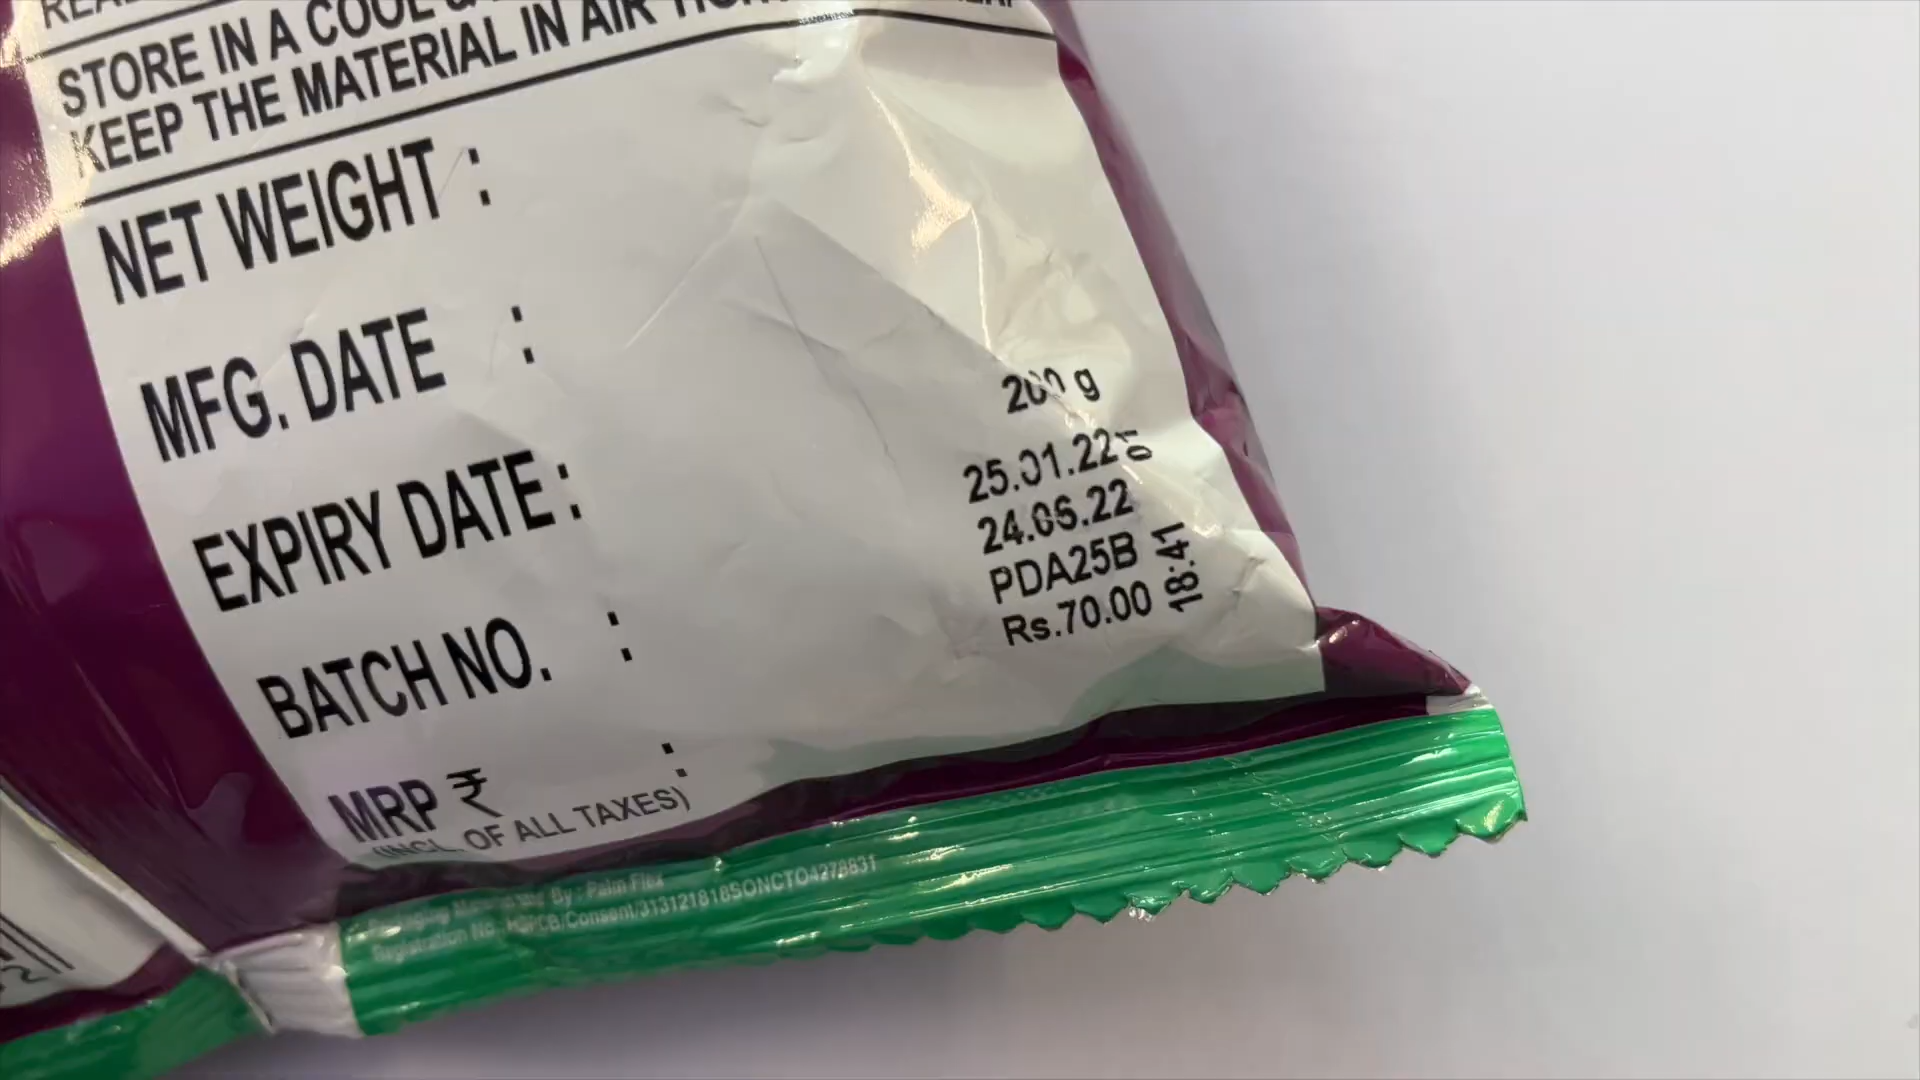 STORE IN A COOL &
KEEP THE MATERIAL IN AIR
NET WEIGHT :
MFG. DATE :
EXPIRY DATE :
BATCH NO. :
MRP ₹ :
(INCL. OF ALL TAXES)
200 g
25.01.22 01
24.06.22
PDA25B
Rs.70.00 18:41
Packaging Material By : Palm Flex
Registration No. HSPCB/Consent/313121818SONCTO4278831